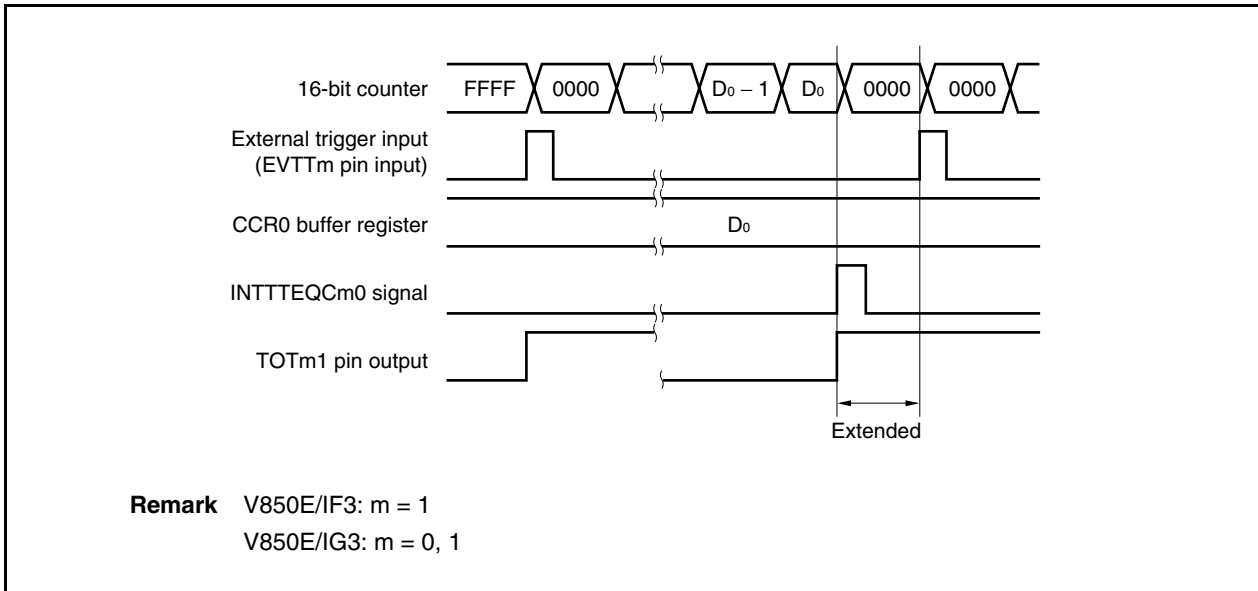 16-bit counter FFFF 0000 D₀ − 1 D₀ 0000 0000
External trigger input
(EVTTm pin input)
CCR0 buffer register D₀
INTTTEQCm0 signal
TOTm1 pin output
Extended
Remark V850E/IF3: m = 1
V850E/IG3: m = 0, 1